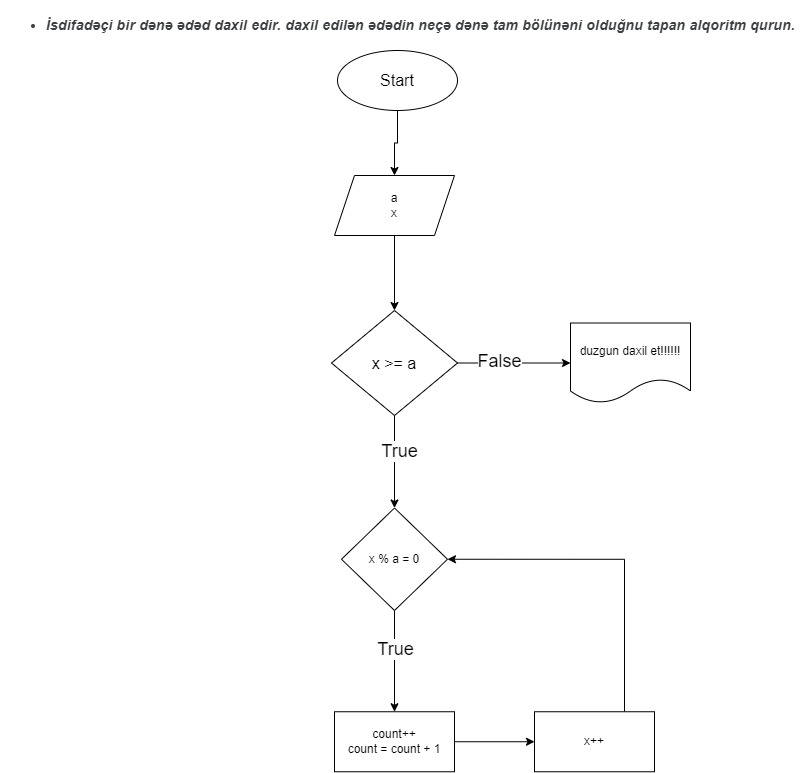 • İsdifadəçi bir dənə ədəd daxil edir. daxil edilən ədədin neçə dənə tam bölünəni olduğnu tapan alqoritm qurun.
Start
a
x
x >= a
False
duzgun daxil et!!!!!!
True
x % a = 0
True
count++
count = count + 1
x++